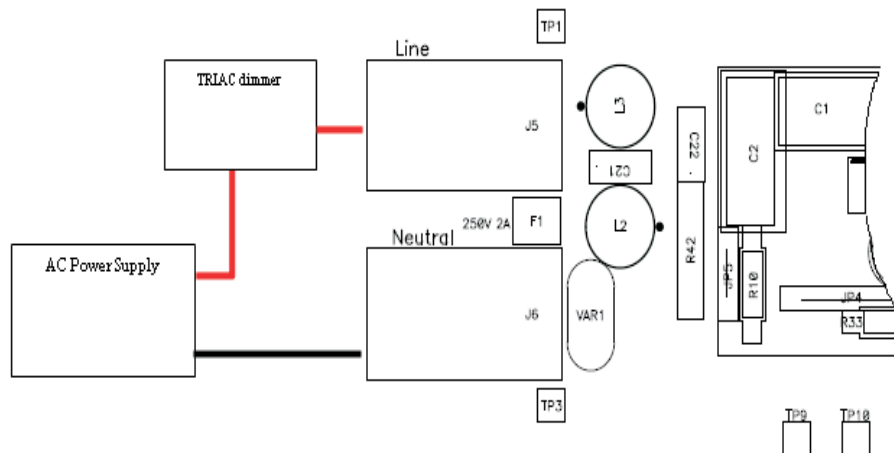 TP1
Line
TRIAC dimmer
J5
L3
C21
C22
C2
C1
250V 2A
F1
L2
Neutral
AC Power Supply
J6
VAR1
R42
JP5
R10
JP4
R33
TP3
TP9
TP10